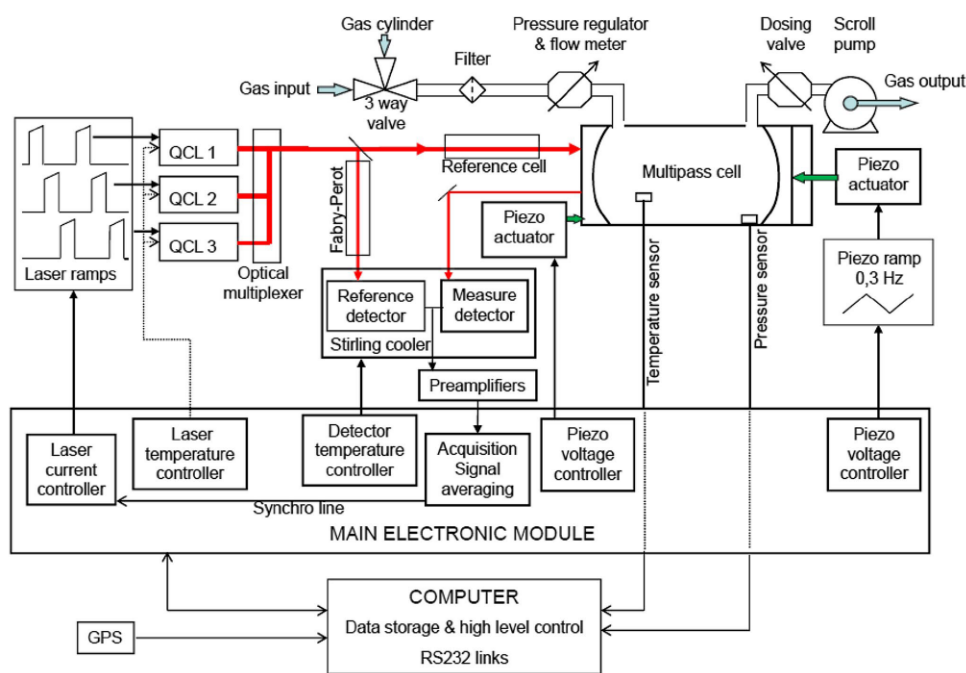 Gas cylinder
Gas input
3 way
valve
Filter
Pressure regulator
& flow meter
Dosing
valve
Scroll
pump
Gas output
QCL 1
QCL 2
QCL 3
Laser ramps
Optical
multiplexer
Fabry-Perot
Reference cell
Multipass cell
Piezo
actuator
Piezo
actuator
Piezo ramp
0,3 Hz
Reference
detector
Measure
detector
Stirling cooler
Temperature sensor
Pressure sensor
Preamplifiers
Laser
current
controller
Laser
temperature
controller
Detector
temperature
controller
Acquisition
Signal
averaging
Piezo
voltage
controller
Piezo
voltage
controller
Synchro line
MAIN ELECTRONIC MODULE
COMPUTER
Data storage & high level control
RS232 links
GPS